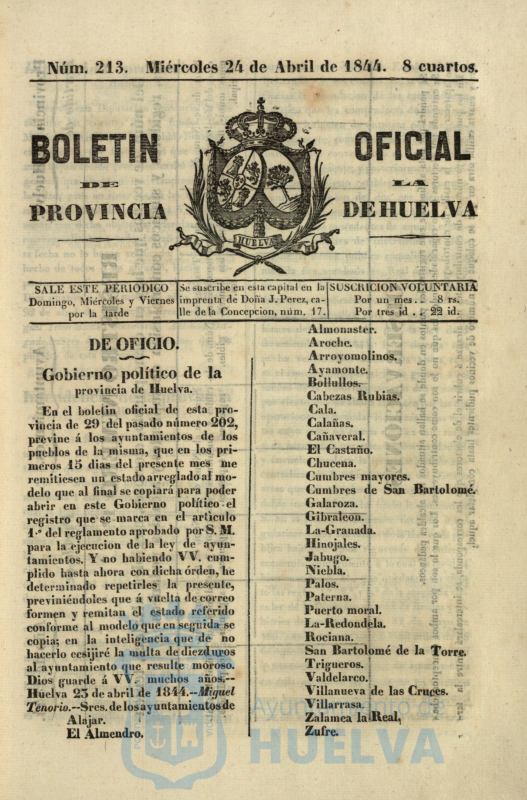 Núm. 213. Miércoles 24 de Abril de 1844. 8 cuartos.
BOLETIN OFICIAL
DE LA
PROVINCIA DE HUELVA
HUELVA
SALE ESTE PERIODICO
Domingo, Miércoles y Viernes
por la tarde
Se suscribe en esta capital en la
imprenta de Doña J. Perez, ca-
lle de la Concepcion, núm. 17.
SUSCRICION VOLUNTARIA
Por un mes . . 8 rs.
Por tres id . . 22 id.
DE OFICIO.
Gobierno político de la
provincia de Huelva.
En el boletin oficial de esta pro-
vincia de 29 del pasado número 202,
previne á los ayuntamientos de los
pueblos de la misma, que en los pri-
meros 15 dias del presente mes me
remitiesen un estado arreglado al mo-
delo que al final se copiará para poder
abrir en este Gobierno político el
registro que se marca en el articulo
1.º del reglamento aprobado por S. M.
para la ejecucion de la ley de ayun-
tamientos. Y no habiendo VV. cum-
plido hasta ahora con dicha órden, he
determinado repetirles la presente,
previniéndoles que á vuelta de correo
formen y remitan el estado referido
conforme al modelo que en seguida se
copia; en la inteligencia que de no
hacerlo ecsijiré la multa de diez duros
al ayuntamiento que resulte moroso.
Dios guarde á VV. muchos años.--
Huelva 23 de abril de 1844.--Miguel
Tenorio.--Sres. de los ayuntamientos de
Alajar.
El Almendro.
Almonaster.
Aroche.
Arroyomolinos.
Ayamonte.
Bollullos.
Cabezas Rubias.
Cala.
Calañas.
Cañaveral.
El Castaño.
Chucena.
Cumbres mayores.
Cumbres de San Bartolomé.
Galaroza.
Gibraleon.
La-Granada.
Hinojales.
Jabugo.
Niebla.
Palos.
Paterna.
Puerto moral.
La-Redondela.
Rociana.
San Bartolomé de la Torre.
Trigueros.
Valdelarco.
Villanueva de las Cruces.
Villarrasa.
Zalamea la Real,
Zufre.
Ayuntamiento de
HUELVA